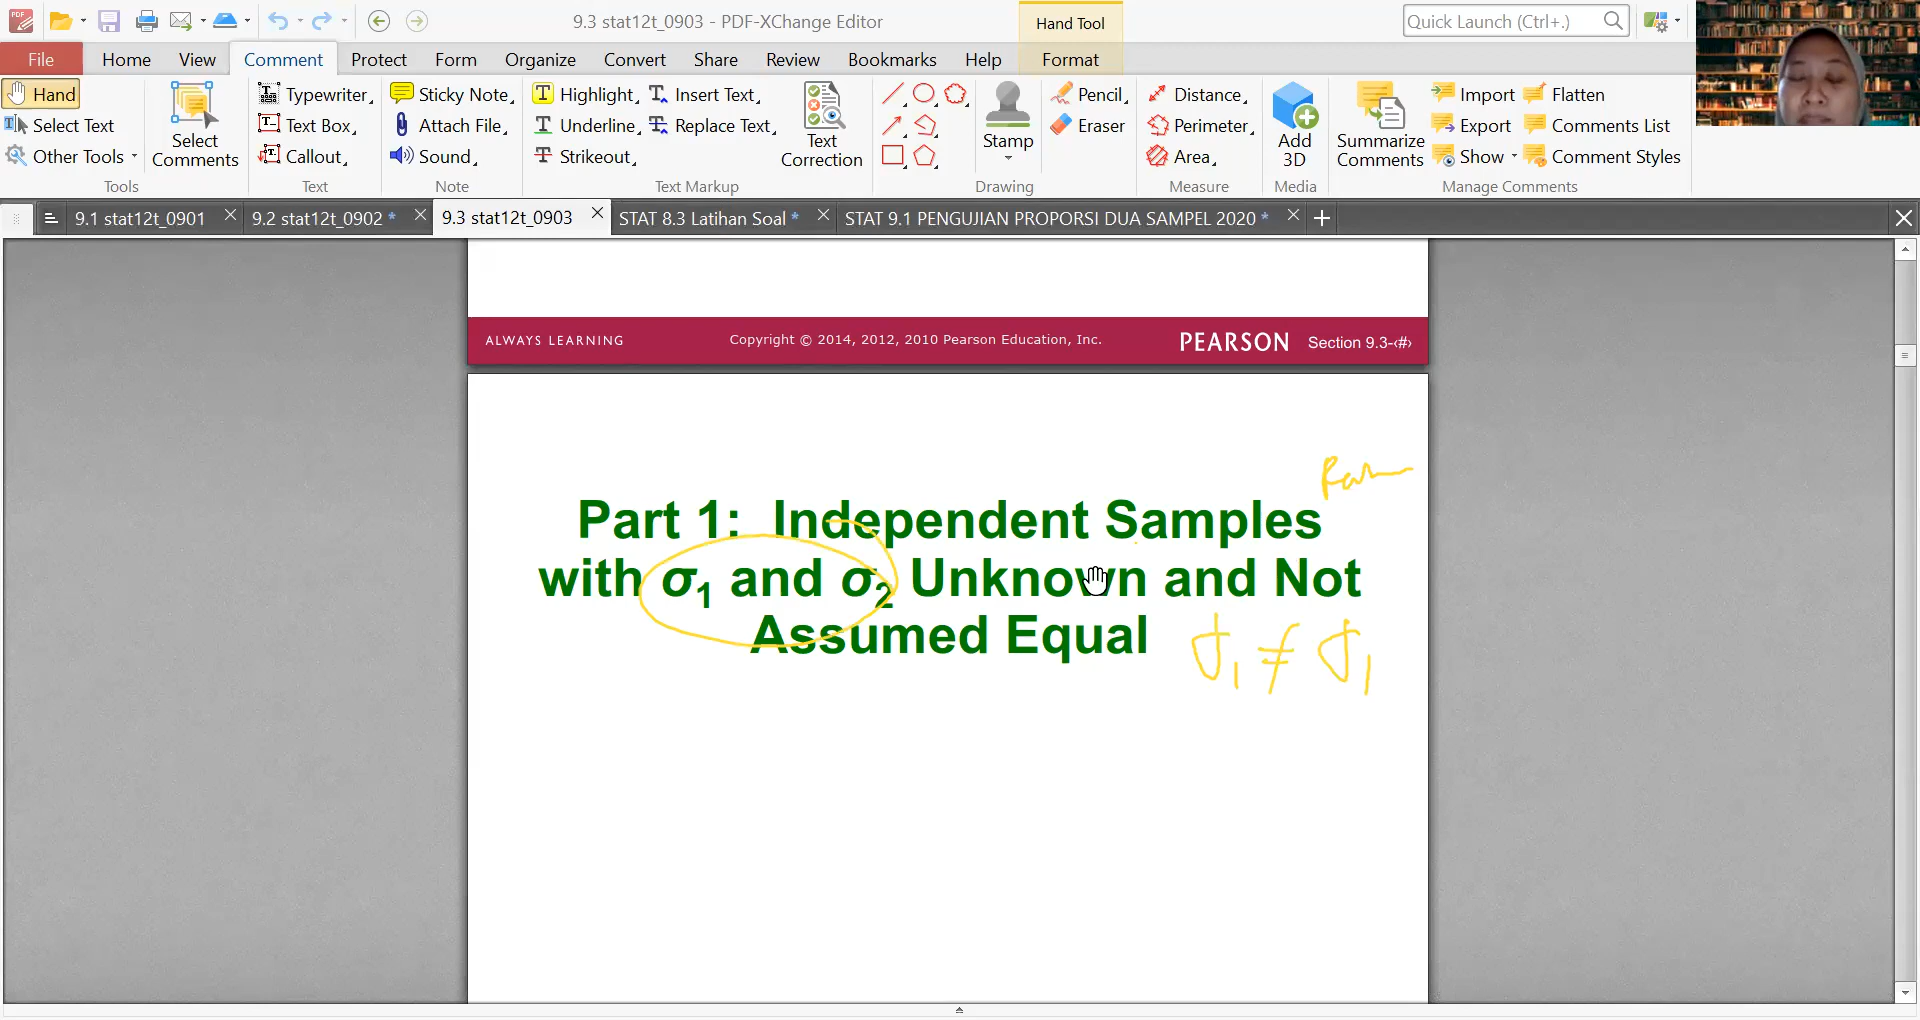 9.3 stat12t_0903 - PDF-XChange Editor
Hand Tool
Quick Launch (Ctrl+.)
File Home View Comment Protect Form Organize Convert Share Review Bookmarks Help Format
Hand
Select Text
Other Tools
Tools
Select Comments
Typewriter
Text Box
Callout
Text
Sticky Note
Attach File
Sound
Note
Highlight
Underline
Strikeout
Insert Text
Replace Text
Text Correction
Text Markup
Stamp
Drawing
Pencil
Eraser
Distance
Perimeter
Area
Measure
Add 3D
Media
Summarize Comments
Import
Export
Show
Flatten
Comments List
Comment Styles
Manage Comments
9.1 stat12t_0901 9.2 stat12t_0902 * 9.3 stat12t_0903 STAT 8.3 Latihan Soal * STAT 9.1 PENGUJIAN PROPORSI DUA SAMPEL 2020 *
ALWAYS LEARNING Copyright © 2014, 2012, 2010 Pearson Education, Inc. PEARSON Section 9.3-‹#›
Part 1: Independent Samples
with σ1 and σ2 Unknown and Not
Assumed Equal
σ1 ≠ σ1